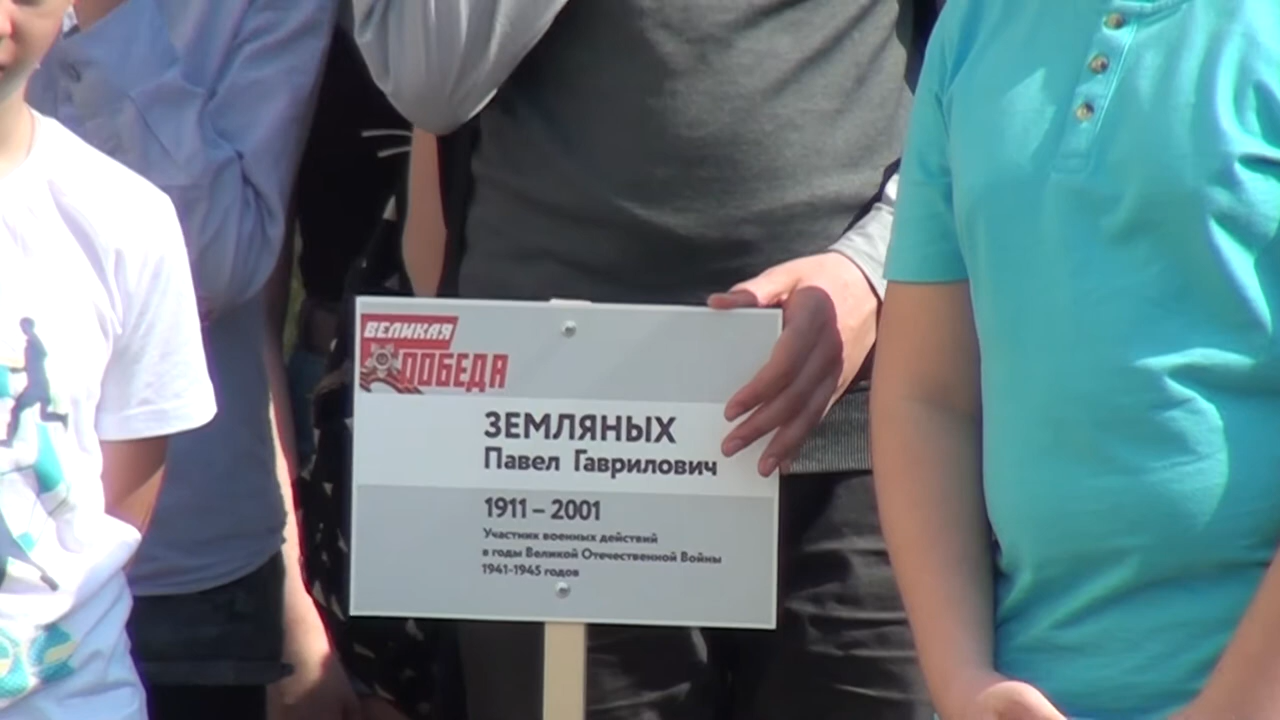 ВЕЛИКАЯ
ПОБЕДА
ЗЕМЛЯНЫХ
Павел Гаврилович
1911 – 2001
Участник военных действий
в годы Великой Отечественной Войны
1941-1945 годов